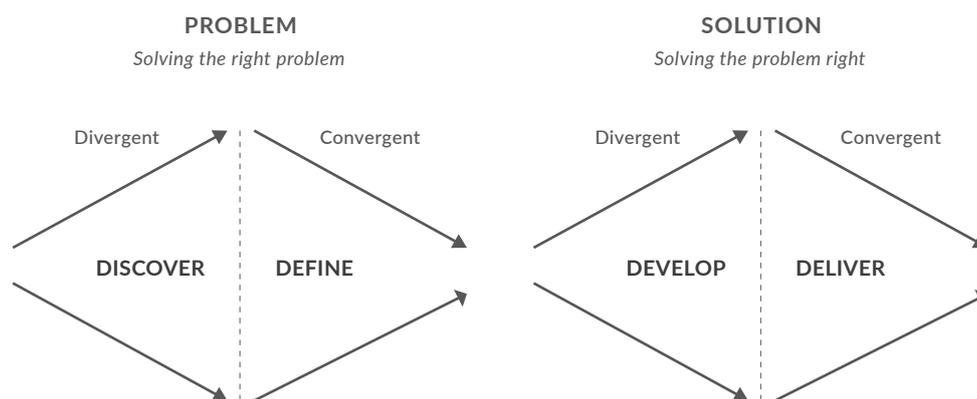 PROBLEM
Solving the right problem
Divergent
Convergent
DISCOVER
DEFINE
SOLUTION
Solving the problem right
Divergent
Convergent
DEVELOP
DELIVER